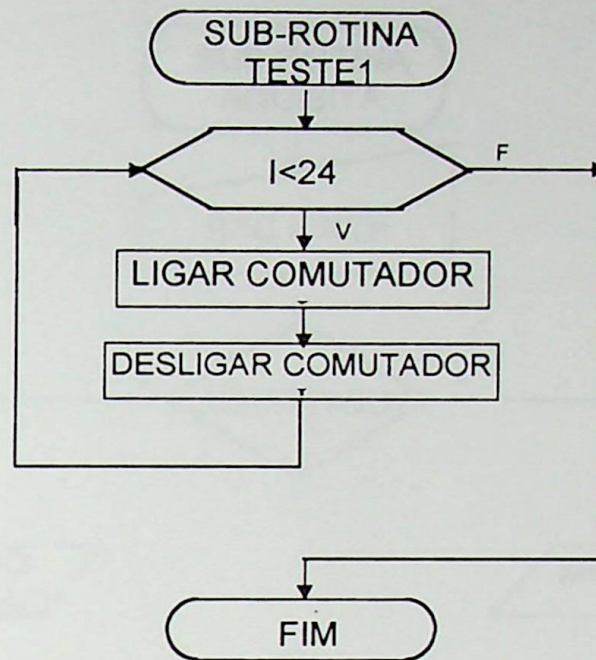 SUB-ROTINA
TESTE1
I<24
F
V
LIGAR COMUTADOR
DESLIGAR COMUTADOR
FIM